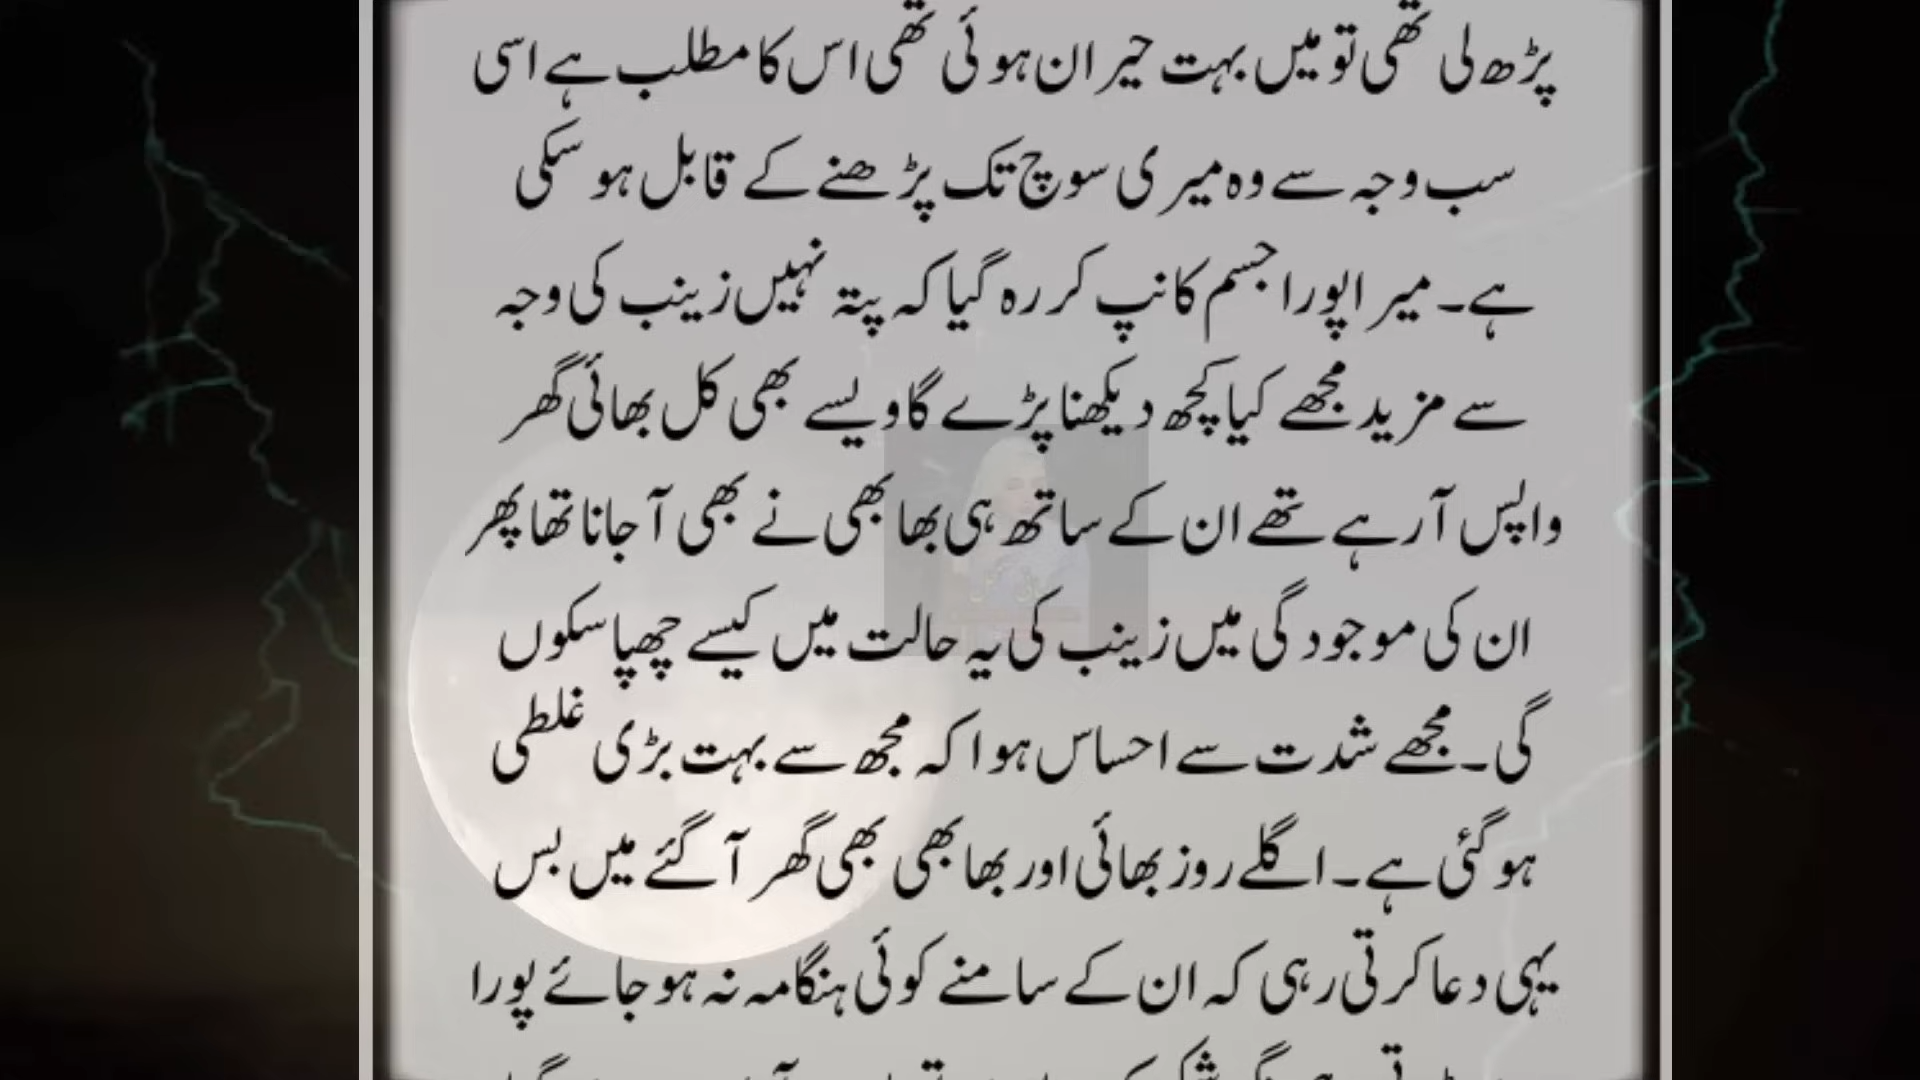 پڑھ لی تھی تو میں بہت حیران ہوئی تھی اس کا مطلب ہے اسی
سب وجہ سے وہ میری سوچ تک پڑھنے کے قابل ہو سکی
ہے۔ میرا پورا جسم کانپ کر رہ گیا کہ پتہ نہیں زینب کی وجہ
سے مزید مجھے کیا کچھ دیکھنا پڑے گا ویسے بھی کل بھائی گھر
واپس آرہے تھے ان کے ساتھ ہی بھابھی نے بھی آجانا تھا پھر
ان کی موجودگی میں زینب کی یہ حالت میں کیسے چھپا سکوں
گی۔ مجھے شدت سے احساس ہوا کہ مجھ سے بہت بڑی غلطی
ہوگئی ہے۔ اگلے روز بھائی اور بھابھی بھی گھر آگئے میں بس
یہی دعا کرتی رہی کہ ان کے سامنے کوئی ہنگامہ نہ ہو جائے پورا